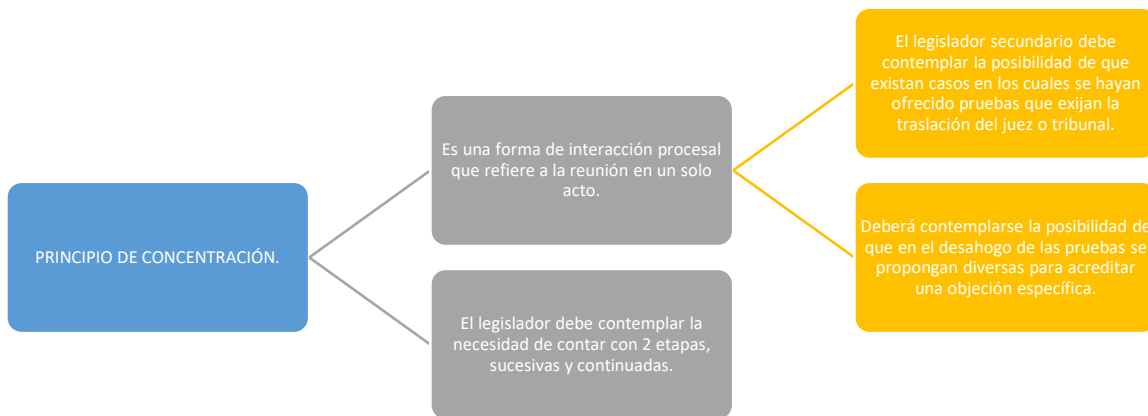 PRINCIPIO DE CONCENTRACIÓN.
Es una forma de interacción procesal
que refiere a la reunión en un solo
acto.
El legislador debe contemplar la
necesidad de contar con 2 etapas,
sucesivas y continuadas.
El legislador secundario debe
contemplar la posibilidad de que
existan casos en los cuales se hayan
ofrecido pruebas que exijan la
traslación del juez o tribunal.
Deberá contemplarse la posibilidad de
que en el desahogo de las pruebas se
propongan diversas para acreditar
una objeción específica.